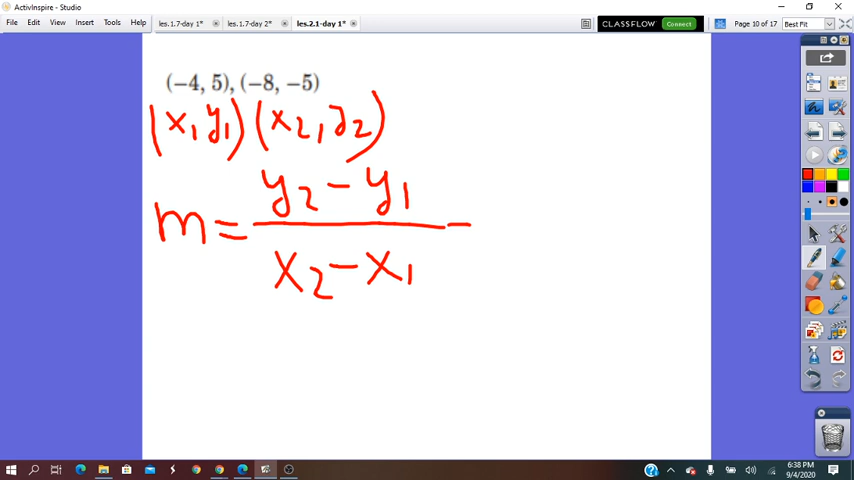 ActivInspire - Studio
File Edit View Insert Tools Help
les.1.7-day 1* les.1.7-day 2* les.2.1-day 1*
CLASSFLOW Connect
Page 10 of 17 Best Fit
(−4, 5), (−8, −5)
(x₁, y₁) (x₂, y₂)
m = y₂ − y₁ −
x₂ − x₁
6:38 PM
9/4/2020